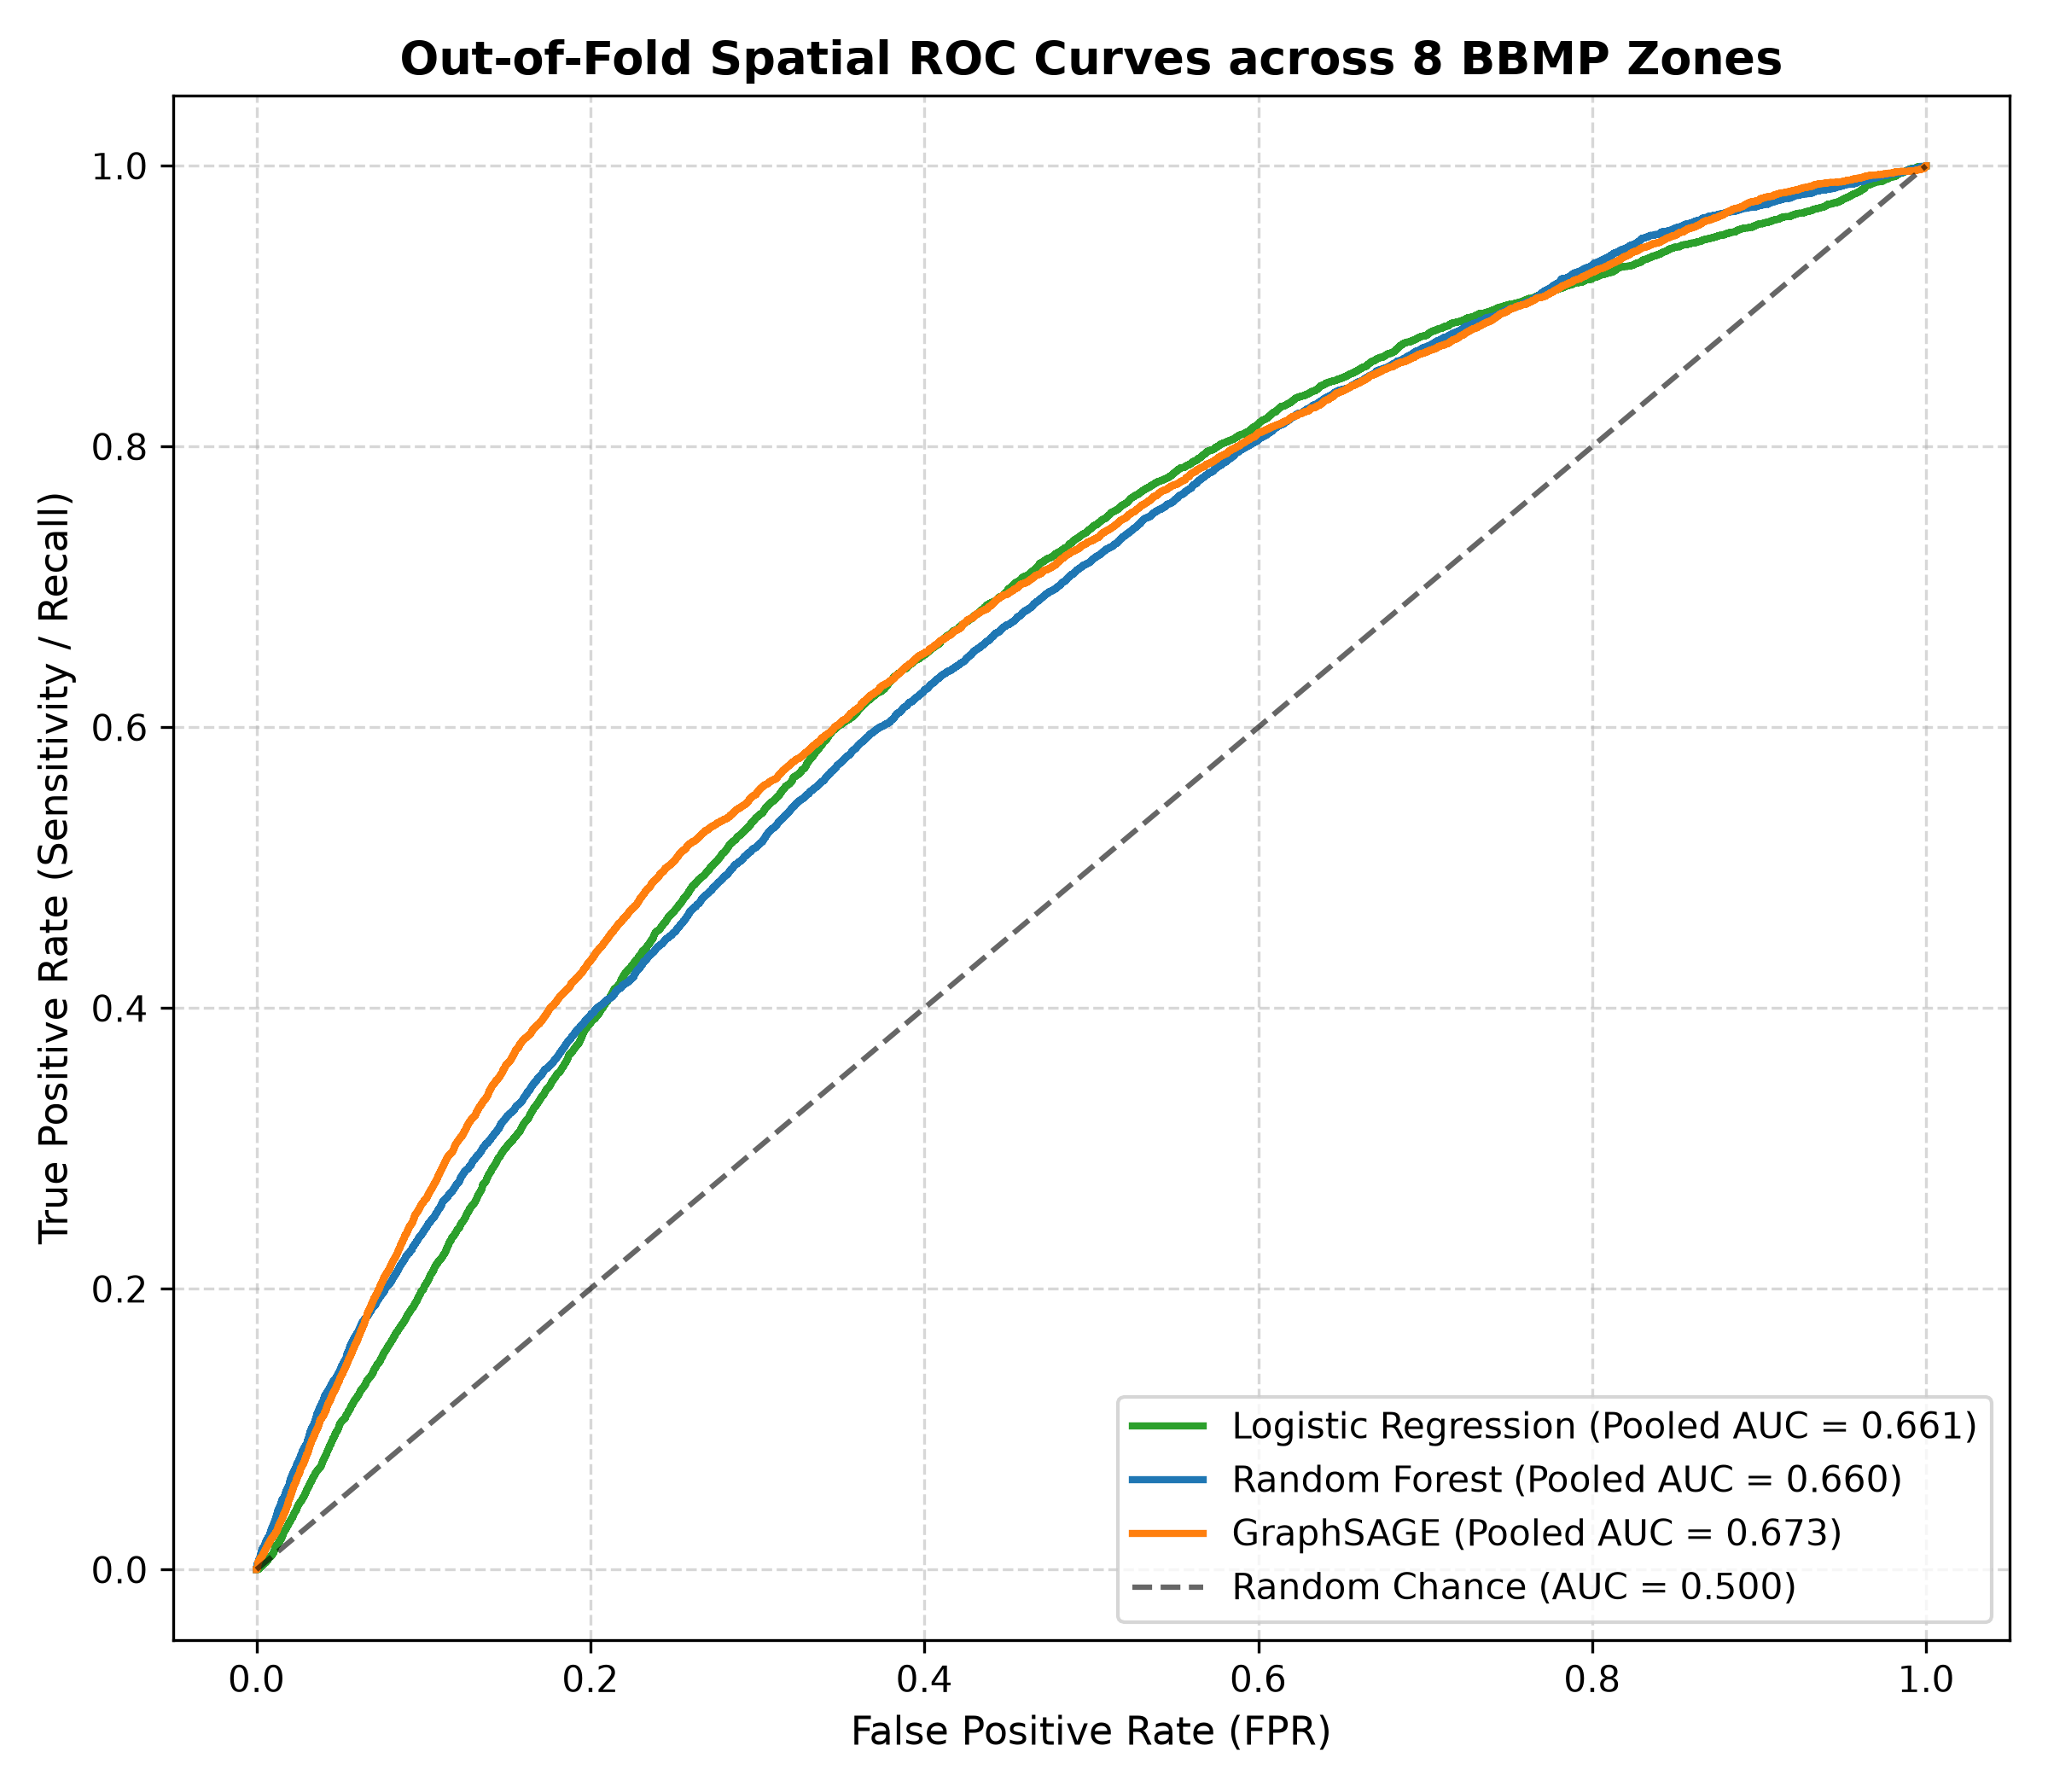 Out-of-Fold Spatial ROC Curves across 8 BBMP Zones
True Positive Rate (Sensitivity / Recall)
1.0
0.8
0.6
0.4
0.2
0.0
Logistic Regression (Pooled AUC = 0.661)
Random Forest (Pooled AUC = 0.660)
GraphSAGE (Pooled AUC = 0.673)
Random Chance (AUC = 0.500)
0.0 0.2 0.4 0.6 0.8 1.0
False Positive Rate (FPR)